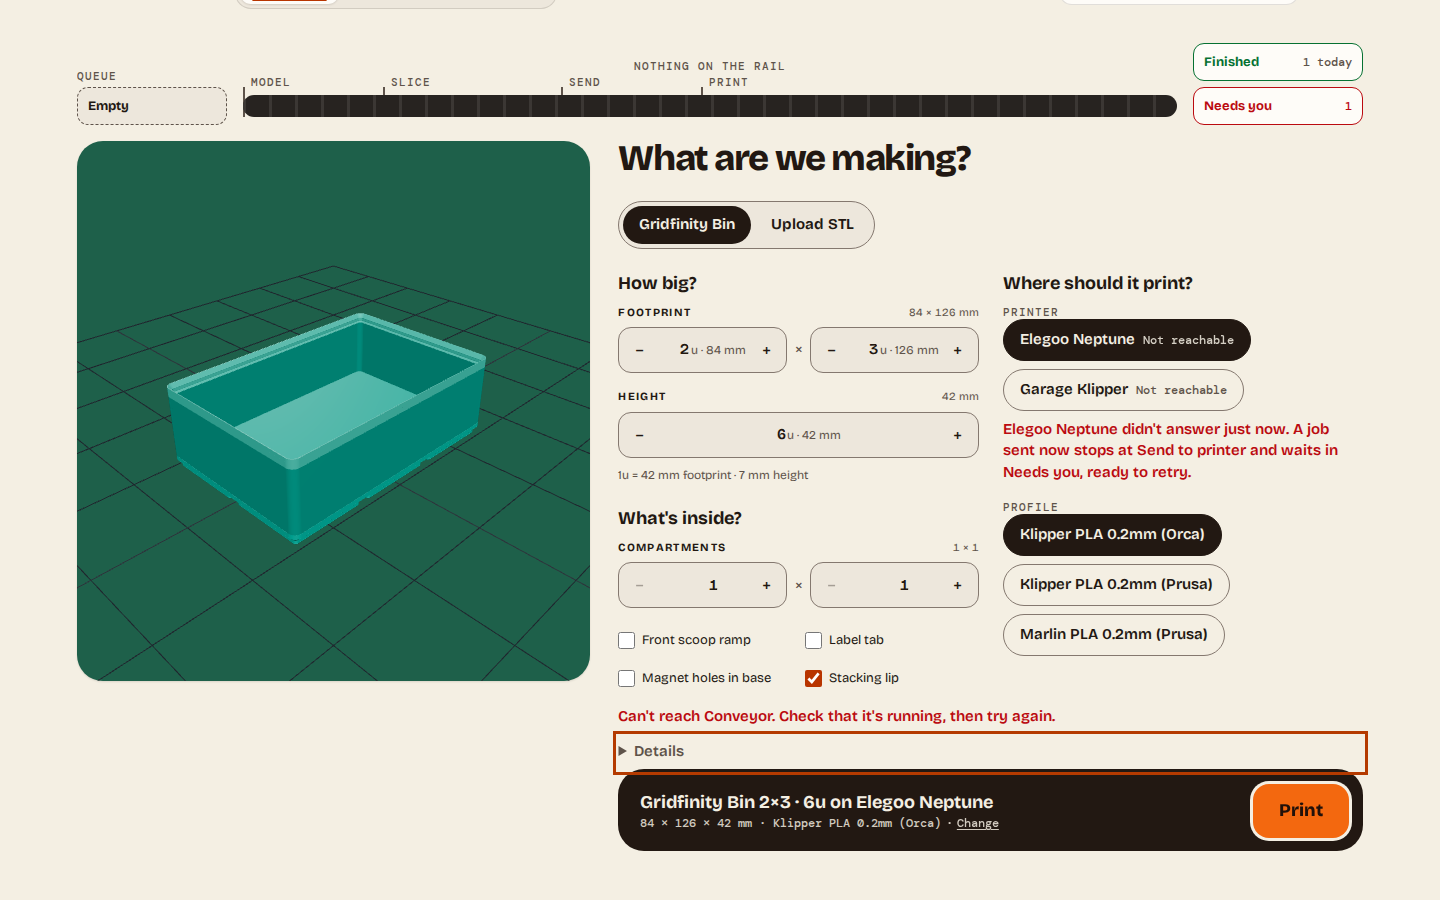 NOTHING ON THE RAIL
QUEUE
MODEL
SLICE
SEND
PRINT
Empty
Finished 1 today
Needs you 1
What are we making?
Gridfinity Bin
Upload STL
How big?
FOOTPRINT 84 × 126 mm
− 2 u · 84 mm + × − 3 u · 126 mm +
HEIGHT 42 mm
− 6 u · 42 mm +
1u = 42 mm footprint · 7 mm height
What's inside?
COMPARTMENTS 1 × 1
− 1 + × − 1 +
Front scoop ramp
Label tab
Magnet holes in base
Stacking lip
Where should it print?
PRINTER
Elegoo Neptune Not reachable
Garage Klipper Not reachable
Elegoo Neptune didn't answer just now. A job
sent now stops at Send to printer and waits in
Needs you, ready to retry.
PROFILE
Klipper PLA 0.2mm (Orca)
Klipper PLA 0.2mm (Prusa)
Marlin PLA 0.2mm (Prusa)
Can't reach Conveyor. Check that it's running, then try again.
Details
Gridfinity Bin 2×3 · 6u on Elegoo Neptune
84 × 126 × 42 mm · Klipper PLA 0.2mm (Orca) · Change
Print